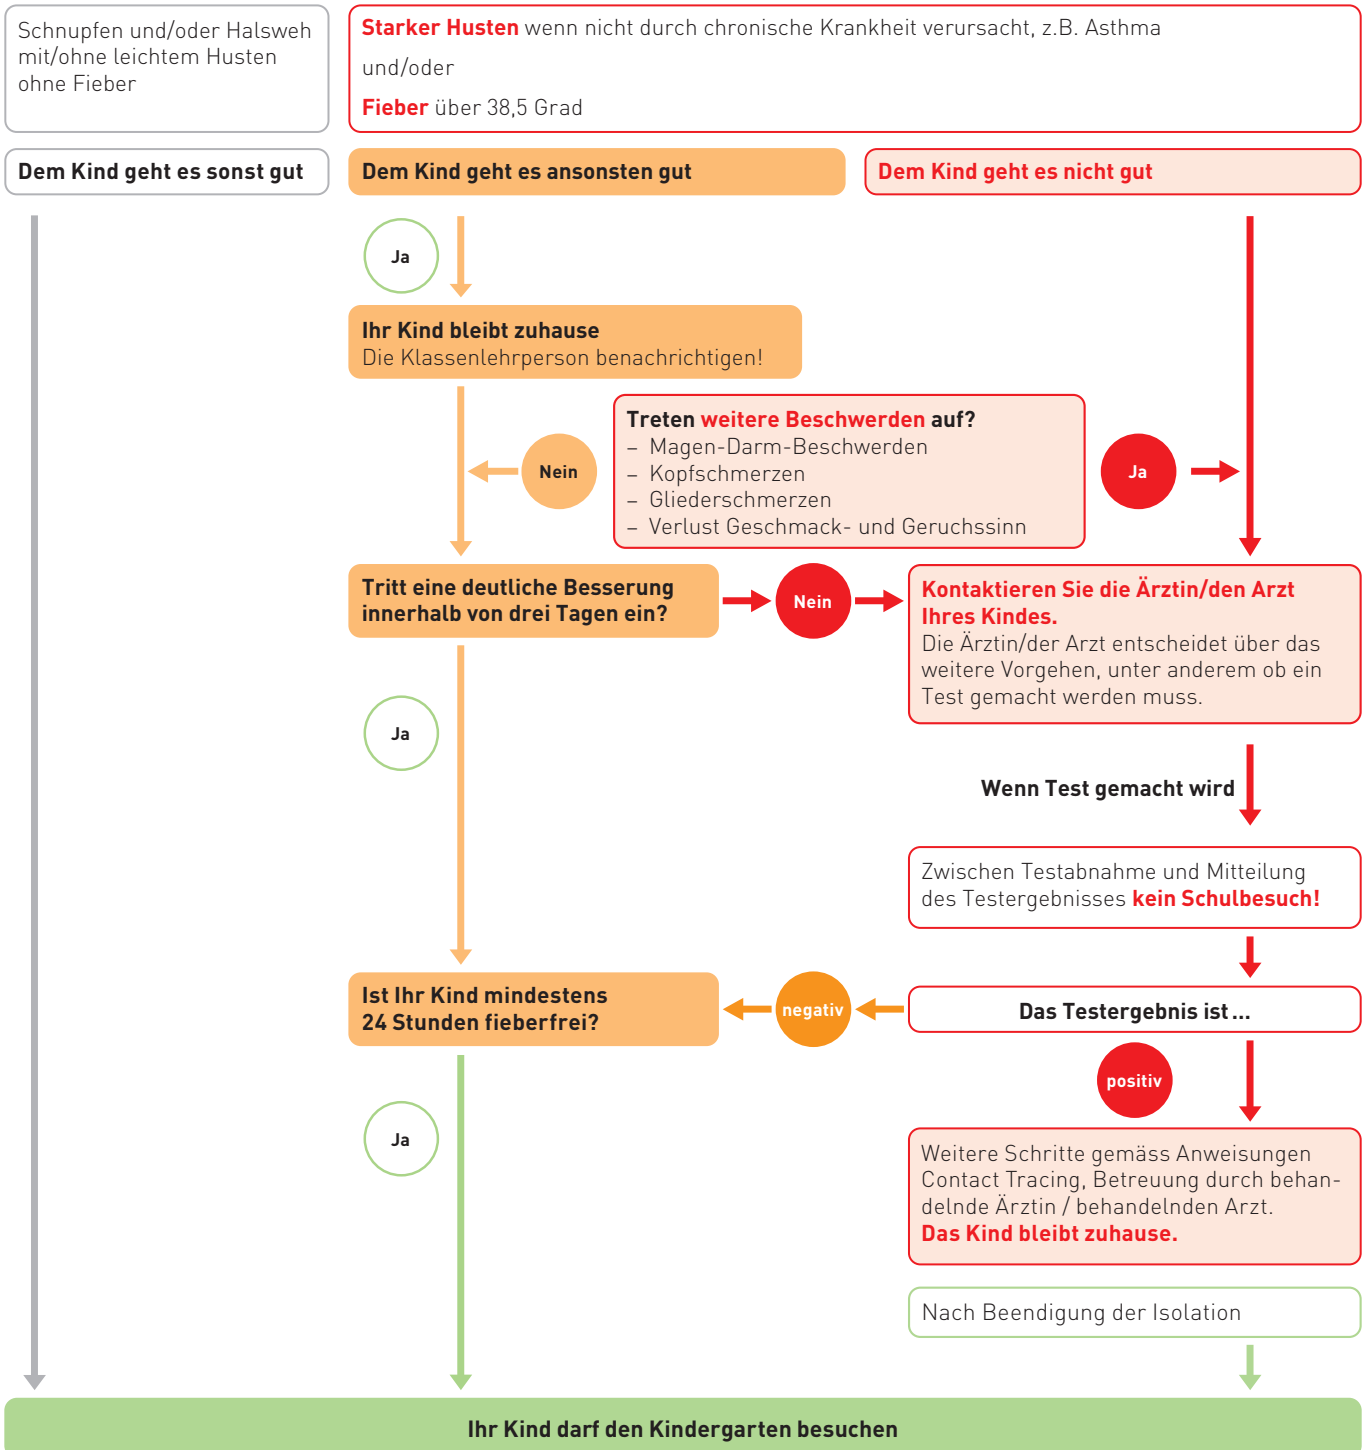 Schnupfen und/oder Halsweh
mit/ohne leichtem Husten
ohne Fieber
Starker Husten wenn nicht durch chronische Krankheit verursacht, z.B. Asthma
und/oder
Fieber über 38,5 Grad
Dem Kind geht es sonst gut
Dem Kind geht es ansonsten gut
Dem Kind geht es nicht gut
Ja
Ihr Kind bleibt zuhause
Die Klassenlehrperson benachrichtigen!
Treten weitere Beschwerden auf?
– Magen-Darm-Beschwerden
– Kopfschmerzen
– Gliederschmerzen
– Verlust Geschmack- und Geruchssinn
Nein
Ja
Tritt eine deutliche Besserung
innerhalb von drei Tagen ein?
Nein
Kontaktieren Sie die Ärztin/den Arzt
Ihres Kindes.
Die Ärztin/der Arzt entscheidet über das
weitere Vorgehen, unter anderem ob ein
Test gemacht werden muss.
Ja
Wenn Test gemacht wird
Zwischen Testabnahme und Mitteilung
des Testergebnisses kein Schulbesuch!
Ist Ihr Kind mindestens
24 Stunden fieberfrei?
negativ
Das Testergebnis ist ...
positiv
Ja
Weitere Schritte gemäss Anweisungen
Contact Tracing, Betreuung durch behan-
delnde Ärztin / behandelnden Arzt.
Das Kind bleibt zuhause.
Nach Beendigung der Isolation
Ihr Kind darf den Kindergarten besuchen